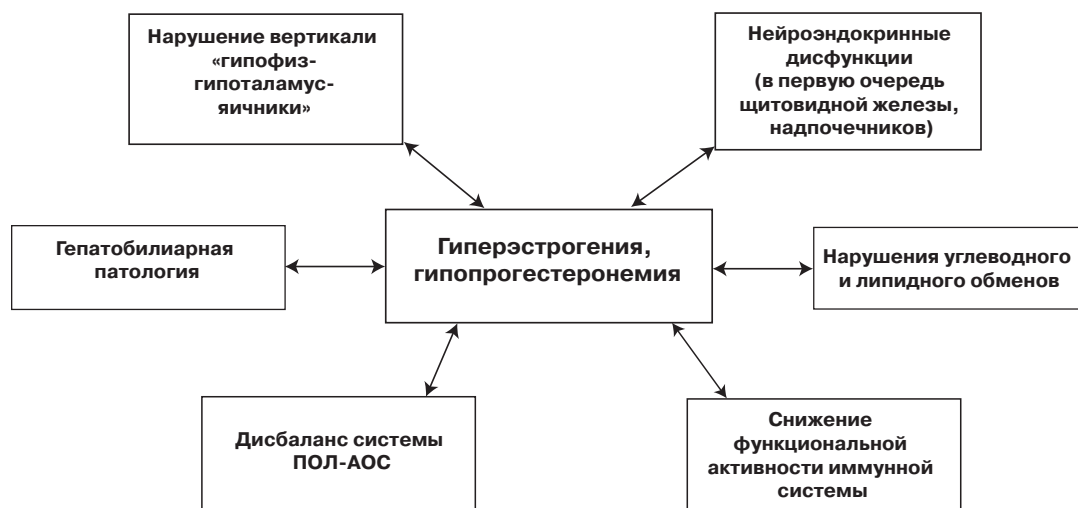 Нарушение вертикали
«гипофиз-
гипоталамус-
яичники»
Нейроэндокринные
дисфункции
(в первую очередь
щитовидной железы,
надпочечников)
Гепатобилиарная
патология
Гиперэстрогения,
гипопрогестеронемия
Нарушения углеводного
и липидного обменов
Дисбаланс системы
ПОЛ-АОС
Снижение
функциональной
активности иммунной
системы